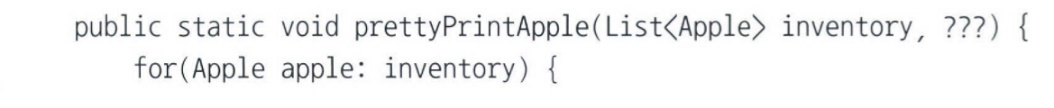 public static void prettyPrintApple(List<Apple> inventory, ???) {
for(Apple apple: inventory) {